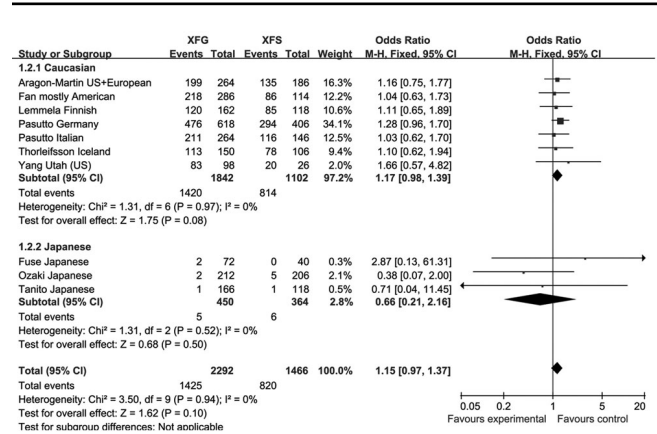 XFG XFS Odds Ratio Odds Ratio
Study or Subgroup Events Total Events Total Weight M-H, Fixed, 95% CI M-H, Fixed, 95% CI
1.2.1 Caucasian
Aragon-Martin US+European 199 264 135 186 16.3% 1.16 [0.75, 1.77]
Fan mostly American 218 286 86 114 12.2% 1.04 [0.63, 1.73]
Lemmela Finnish 120 162 85 118 11.1% 1.11 [0.65, 1.89]
Pasutto Germany 476 618 294 406 30.6% 1.28 [0.96, 1.70]
Pasutto Italian 211 264 116 146 12.5% 1.03 [0.62, 1.70]
Thorleifsson Iceland 113 150 78 106 9.4% 1.10 [0.62, 1.94]
Yang Utah (US) 83 98 20 26 2.0% 1.66 [0.57, 4.82]
Subtotal (95% CI) 1842 1102 97.2% 1.17 [0.98, 1.39]
Total events 1420 814
Heterogeneity: Chi² = 1.31, df = 6 (P = 0.97); I² = 0%
Test for overall effect: Z = 1.75 (P = 0.08)
1.2.2 Japanese
Fuse Japanese 2 72 0 40 0.3% 2.87 [0.13, 61.31]
Ozaki Japanese 2 212 5 206 2.1% 0.38 [0.07, 2.00]
Tanito Japanese 1 166 1 118 0.5% 0.71 [0.04, 11.45]
Subtotal (95% CI) 450 364 2.8% 0.66 [0.21, 2.16]
Total events 5 6
Heterogeneity: Chi² = 1.31, df = 2 (P = 0.52); I² = 0%
Test for overall effect: Z = 0.68 (P = 0.50)
Total (95% CI) 2292 1466 100.0% 1.15 [0.97, 1.37]
Total events 1425 820
Heterogeneity: Chi² = 3.50, df = 9 (P = 0.94); I² = 0%
Test for overall effect: Z = 1.62 (P = 0.10)
Test for subgroup differences: Not applicable
0.05 0.2 1 5 20
Favours experimental Favours control